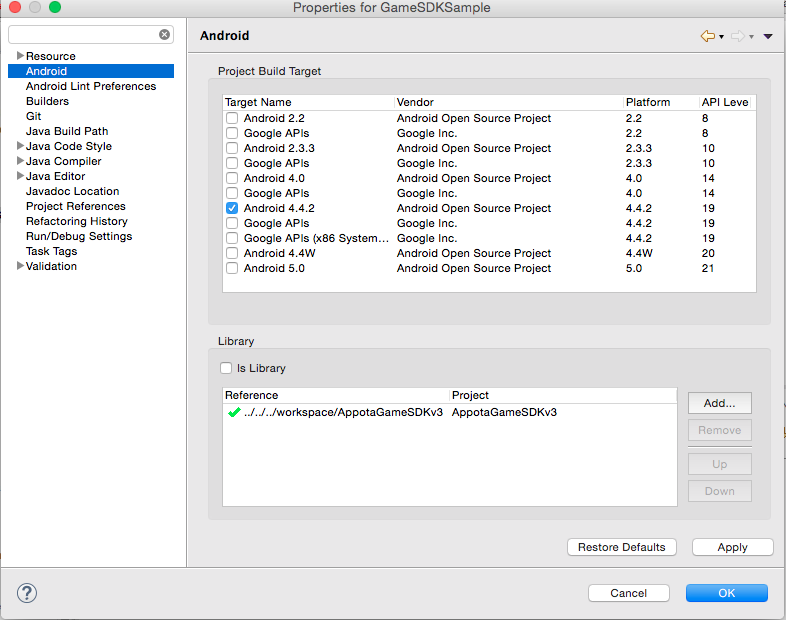 Properties for GameSDKSample
Resource
Android
Android Lint Preferences
Builders
Git
Java Build Path
Java Code Style
Java Compiler
Java Editor
Javadoc Location
Project References
Refactoring History
Run/Debug Settings
Task Tags
Validation
Android
Project Build Target
Target Name Vendor Platform API Leve
Android 2.2 Android Open Source Project 2.2 8
Google APIs Google Inc. 2.2 8
Android 2.3.3 Android Open Source Project 2.3.3 10
Google APIs Google Inc. 2.3.3 10
Android 4.0 Android Open Source Project 4.0 14
Google APIs Google Inc. 4.0 14
Android 4.4.2 Android Open Source Project 4.4.2 19
Google APIs Google Inc. 4.4.2 19
Google APIs (x86 System... Google Inc. 4.4.2 19
Android 4.4W Android Open Source Project 4.4W 20
Android 5.0 Android Open Source Project 5.0 21
Library
Is Library
Reference Project
../../../workspace/AppotaGameSDKv3 AppotaGameSDKv3
Add...
Remove
Up
Down
Restore Defaults Apply
? Cancel OK